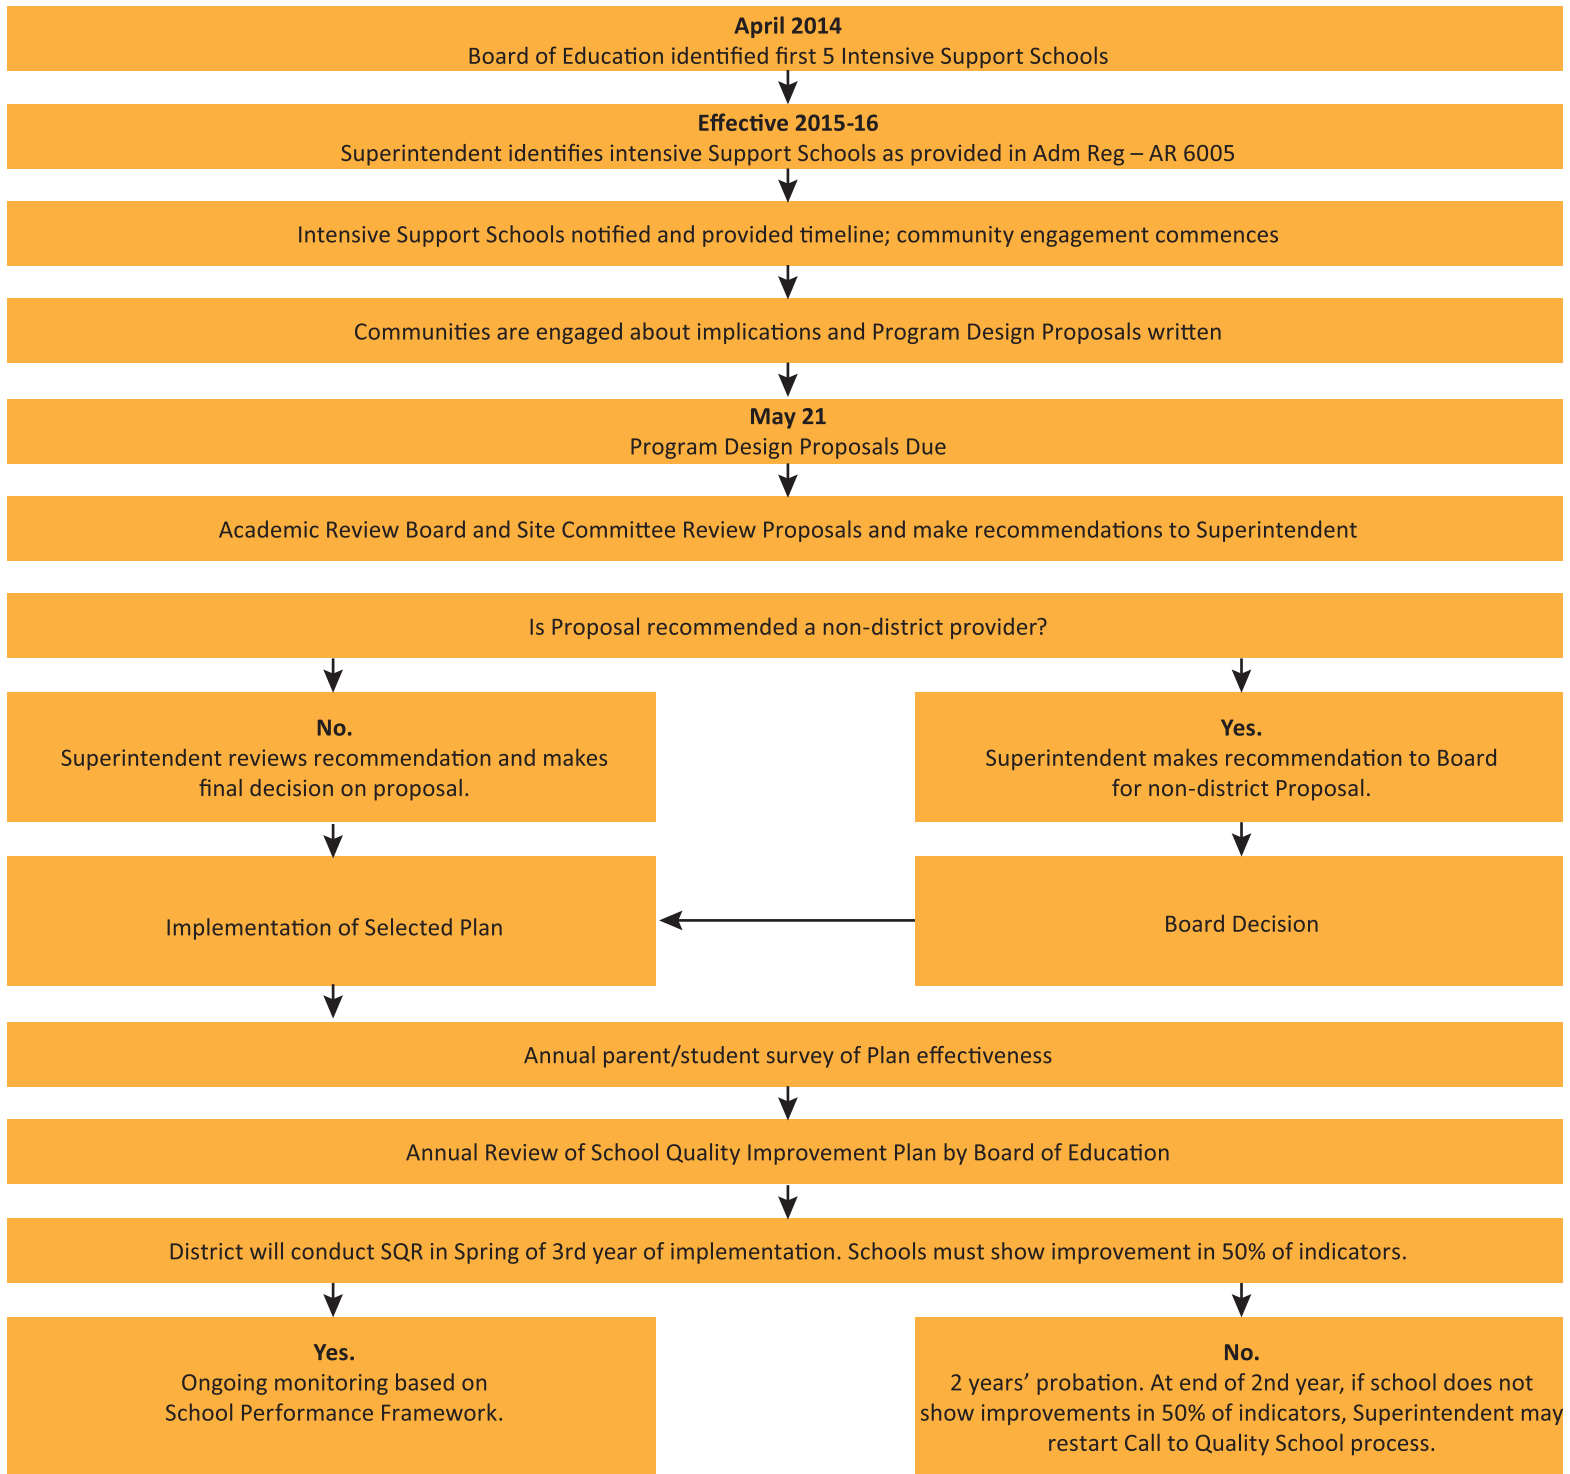 April 2014
Board of Education identified first 5 Intensive Support Schools
Effective 2015-16
Superintendent identifies intensive Support Schools as provided in Adm Reg – AR 6005
Intensive Support Schools notified and provided timeline; community engagement commences
Communities are engaged about implications and Program Design Proposals written
May 21
Program Design Proposals Due
Academic Review Board and Site Committee Review Proposals and make recommendations to Superintendent
Is Proposal recommended a non-district provider?
No.
Superintendent reviews recommendation and makes
final decision on proposal.
Yes.
Superintendent makes recommendation to Board
for non-district Proposal.
Implementation of Selected Plan
Board Decision
Annual parent/student survey of Plan effectiveness
Annual Review of School Quality Improvement Plan by Board of Education
District will conduct SQR in Spring of 3rd year of implementation. Schools must show improvement in 50% of indicators.
Yes.
Ongoing monitoring based on
School Performance Framework.
No.
2 years’ probation. At end of 2nd year, if school does not
show improvements in 50% of indicators, Superintendent may
restart Call to Quality School process.